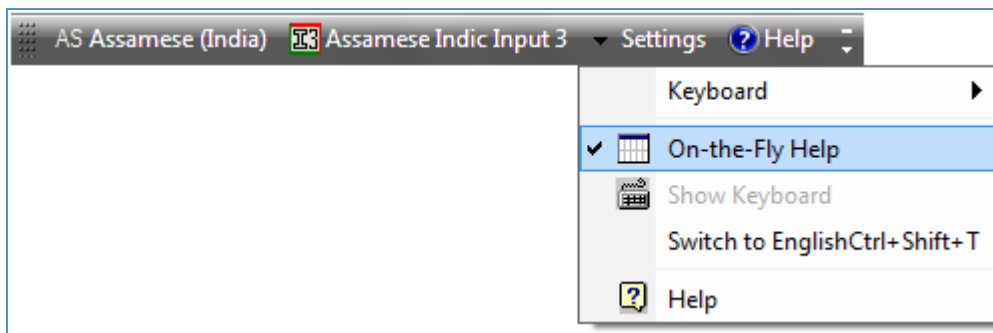 AS Assamese (India) I3 Assamese Indic Input 3 Settings ? Help
Keyboard
On-the-Fly Help
Show Keyboard
Switch to EnglishCtrl+Shift+T
? Help